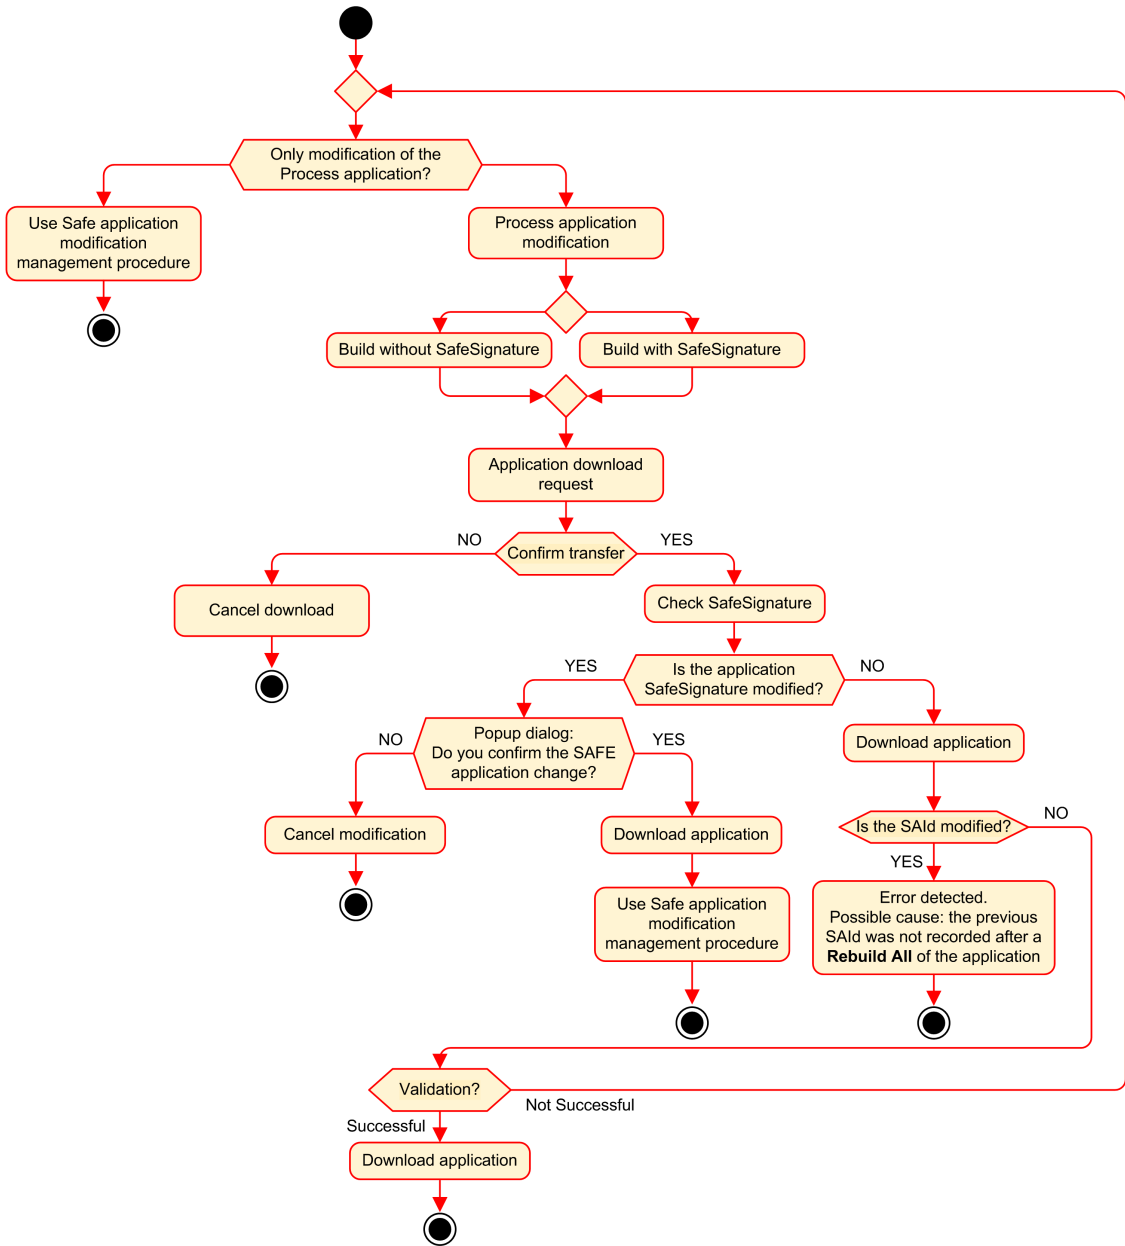 Only modification of the
Process application?
Use Safe application
modification
management procedure
Process application
modification
Build without SafeSignature
Build with SafeSignature
Application download
request
NO
Confirm transfer
YES
Cancel download
Check SafeSignature
YES
Is the application
SafeSignature modified?
NO
NO
Popup dialog:
Do you confirm the SAFE
application change?
YES
Download application
Cancel modification
Download application
Is the SAId modified?
NO
YES
Use Safe application
modification
management procedure
Error detected.
Possible cause: the previous
SAId was not recorded after a
Rebuild All of the application
Validation?
Not Successful
Successful
Download application